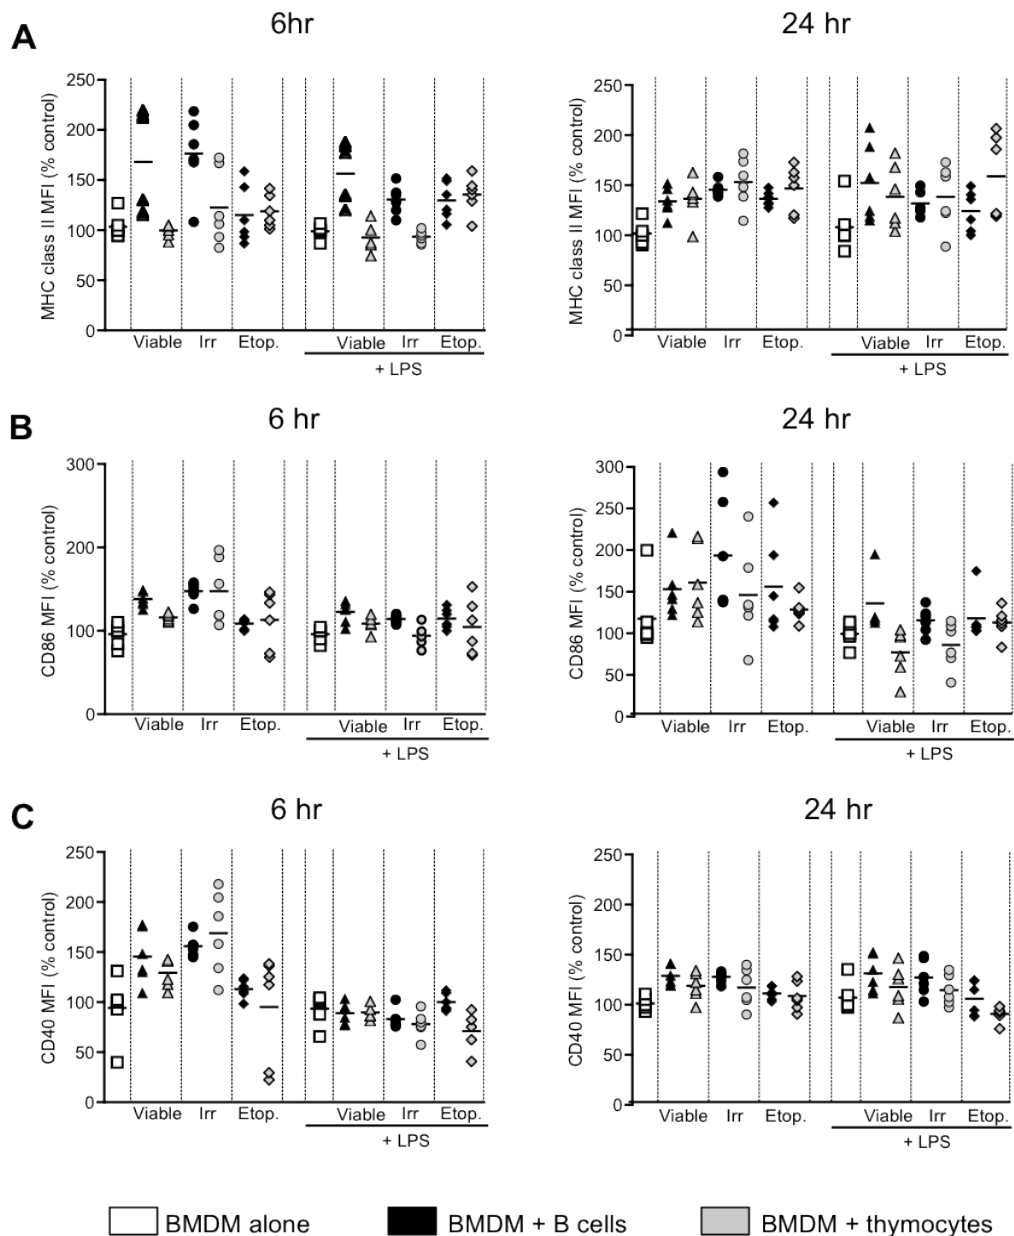 A
6hr
24 hr
MHC class II MFI (% control)
250
200
150
100
50
0
Viable Irr Etop. Viable Irr Etop.
+ LPS
MHC class II MFI (% control)
250
200
150
100
50
0
Viable Irr Etop. Viable Irr Etop.
+ LPS
B
6 hr
24 hr
CD86 MFI (% control)
300
200
100
0
Viable Irr Etop. Viable Irr Etop.
+ LPS
CD86 MFI (% control)
300
250
200
150
100
50
0
Viable Irr Etop. Viable Irr Etop.
+ LPS
C
6 hr
24 hr
CD40 MFI (% control)
250
200
150
100
50
0
Viable Irr Etop. Viable Irr Etop.
+ LPS
CD40 MFI (% control)
250
200
150
100
50
0
Viable Irr Etop. Viable Irr Etop.
+ LPS
BMDM alone BMDM + B cells BMDM + thymocytes